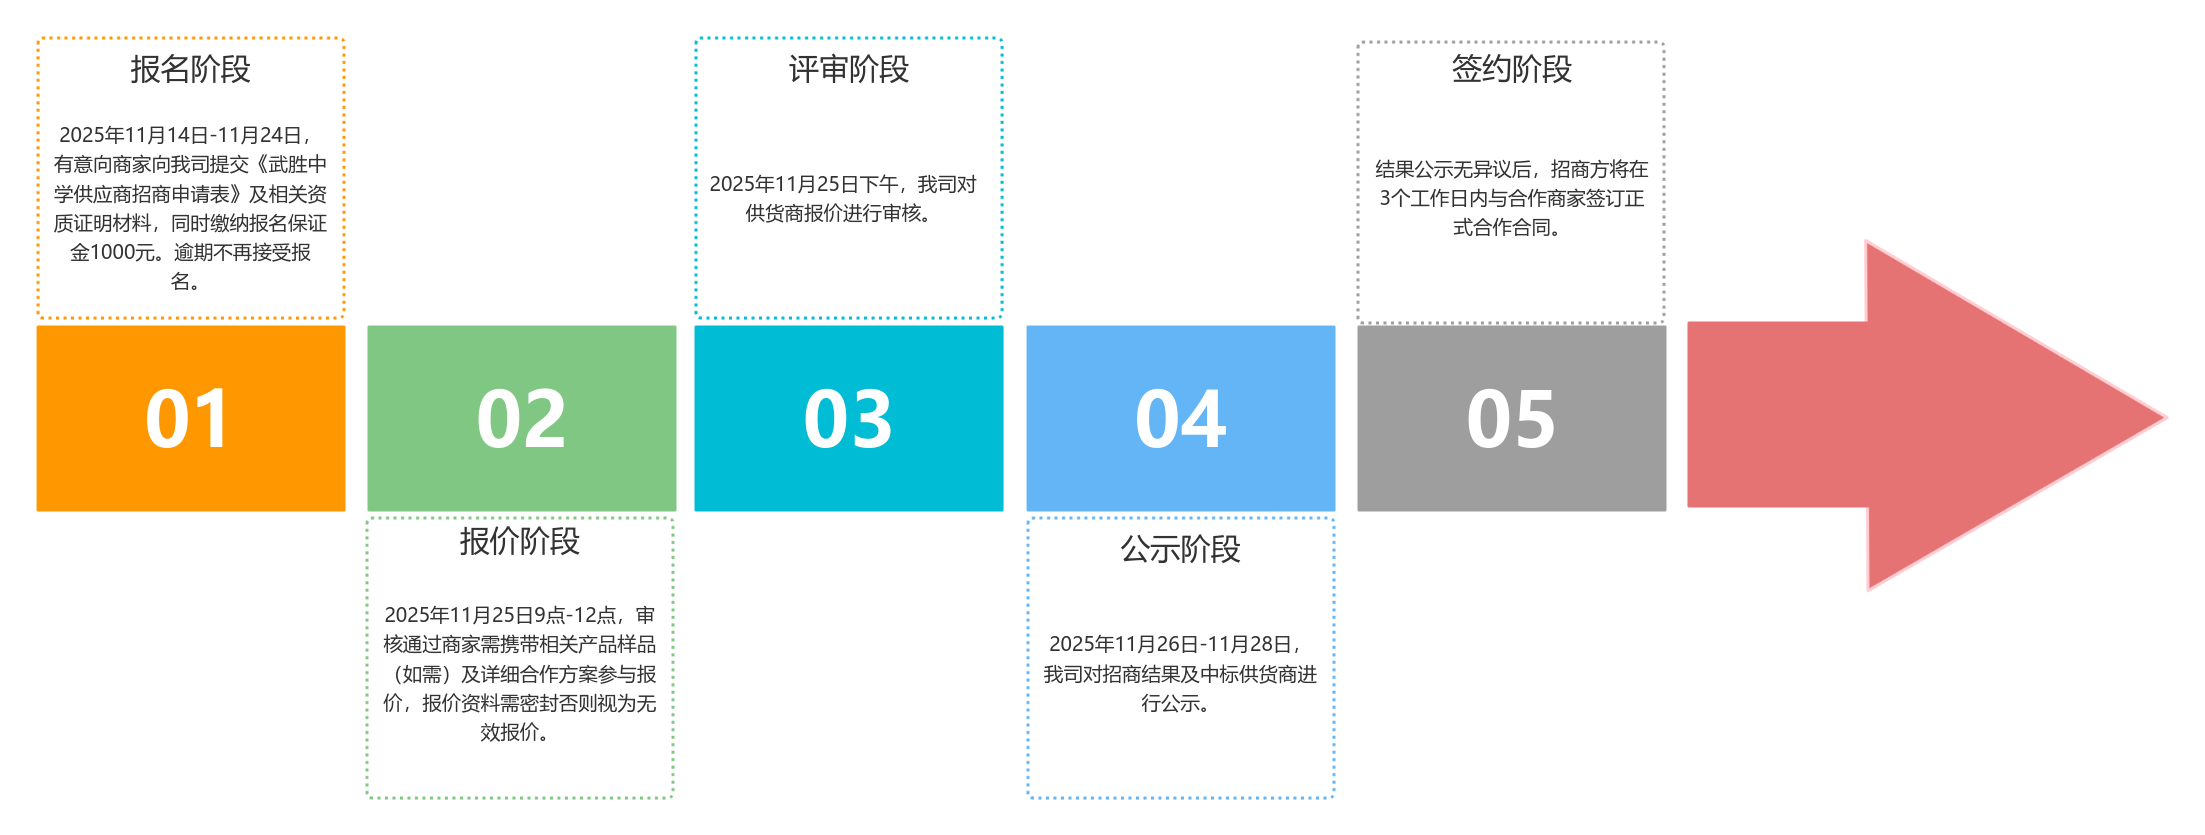 报名阶段
2025年11月14日-11月24日，
有意向商家向我司提交《武胜中
学供应商招商申请表》及相关资
质证明材料，同时缴纳报名保证
金1000元。逾期不再接受报
名。
01
02
报价阶段
2025年11月25日9点-12点，审
核通过商家需携带相关产品样品
（如需）及详细合作方案参与报
价，报价资料需密封否则视为无
效报价。
评审阶段
2025年11月25日下午，我司对
供货商报价进行审核。
03
04
公示阶段
2025年11月26日-11月28日，
我司对招商结果及中标供货商进
行公示。
签约阶段
结果公示无异议后，招商方将在
3个工作日内与合作商家签订正
式合作合同。
05